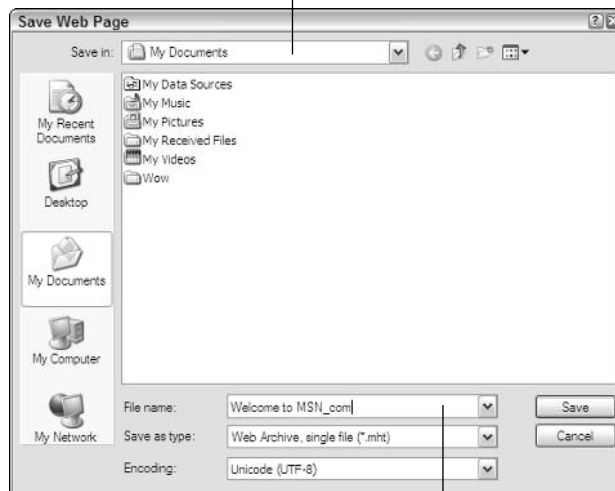 Save Web Page
Save in: My Documents
My Recent
Documents
Desktop
My Documents
My Computer
My Network
My Data Sources
My Music
My Pictures
My Received Files
My Videos
Wow
File name: Welcome to MSN_com
Save
Save as type: Web Archive, single file (*.mht)
Cancel
Encoding: Unicode (UTF-8)